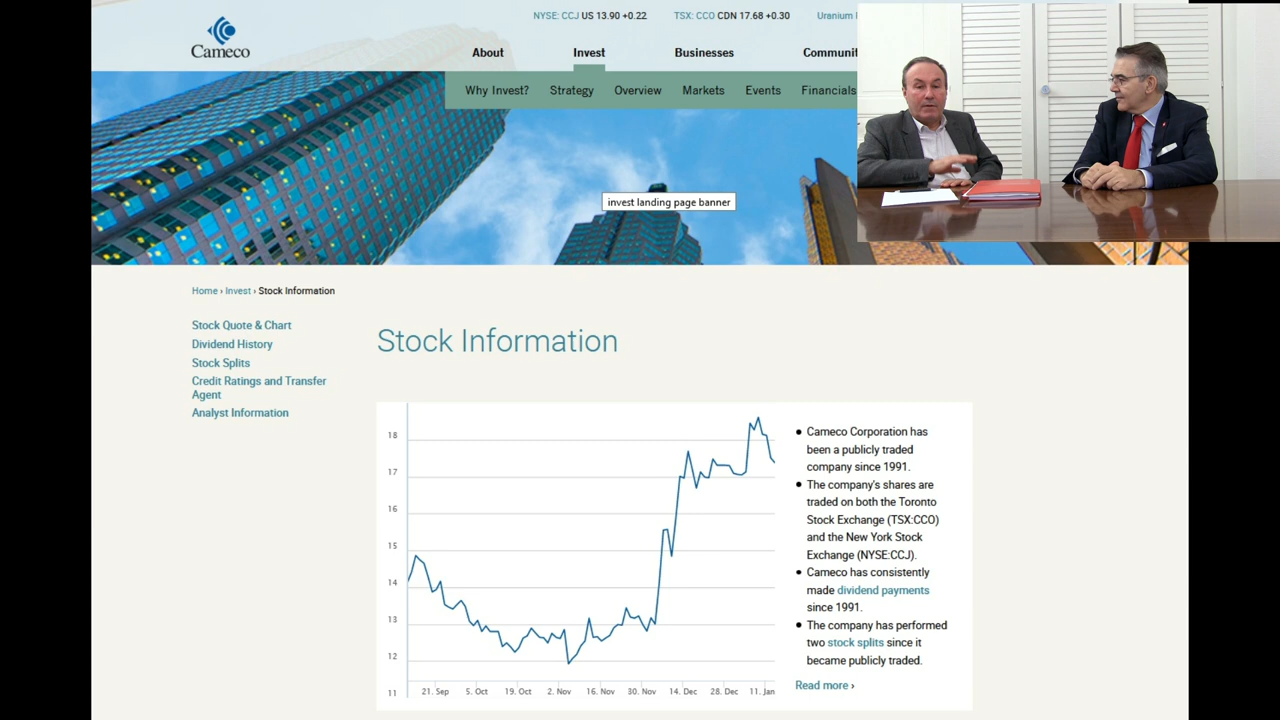 NYSE: CCJ US 13.90 +0.22 TSX: CCO CDN 17.68 +0.30 Uranium
Cameco
About Invest Businesses Communit
Why Invest? Strategy Overview Markets Events Financials
invest landing page banner
Home › Invest › Stock Information
Stock Quote & Chart
Dividend History
Stock Splits
Credit Ratings and Transfer
Agent
Analyst Information
Stock Information
18
17
16
15
14
13
12
11
21. Sep 5. Oct 19. Oct 2. Nov 16. Nov 30. Nov 14. Dec 28. Dec 11. Jan
• Cameco Corporation has
been a publicly traded
company since 1991.
• The company's shares are
traded on both the Toronto
Stock Exchange (TSX:CCO)
and the New York Stock
Exchange (NYSE:CCJ).
• Cameco has consistently
made dividend payments
since 1991.
• The company has performed
two stock splits since it
became publicly traded.
Read more ›